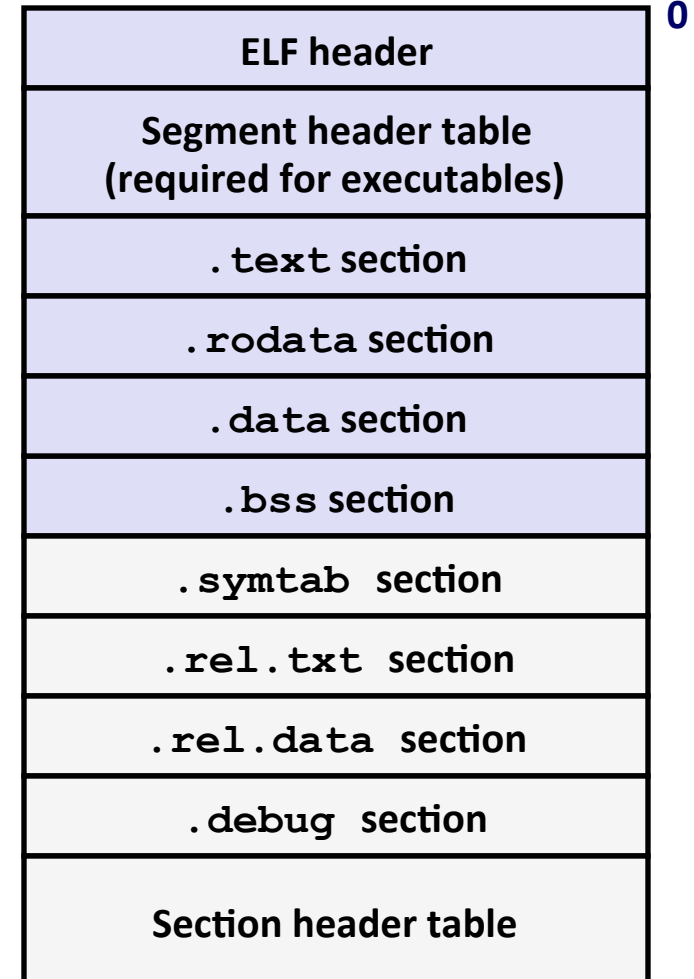 0
ELF header
Segment header table
(required for executables)
.text section
.rodata section
.data section
.bss section
.symtab section
.rel.txt section
.rel.data section
.debug section
Section header table